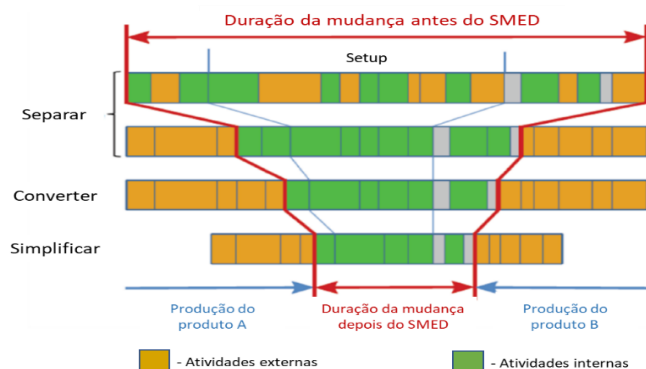 Duração da mudança antes do SMED
Setup
Separar
Converter
Simplificar
Produção do
produto A
Duração da mudança
depois do SMED
Produção do
produto B
- Atividades externas
- Atividades internas